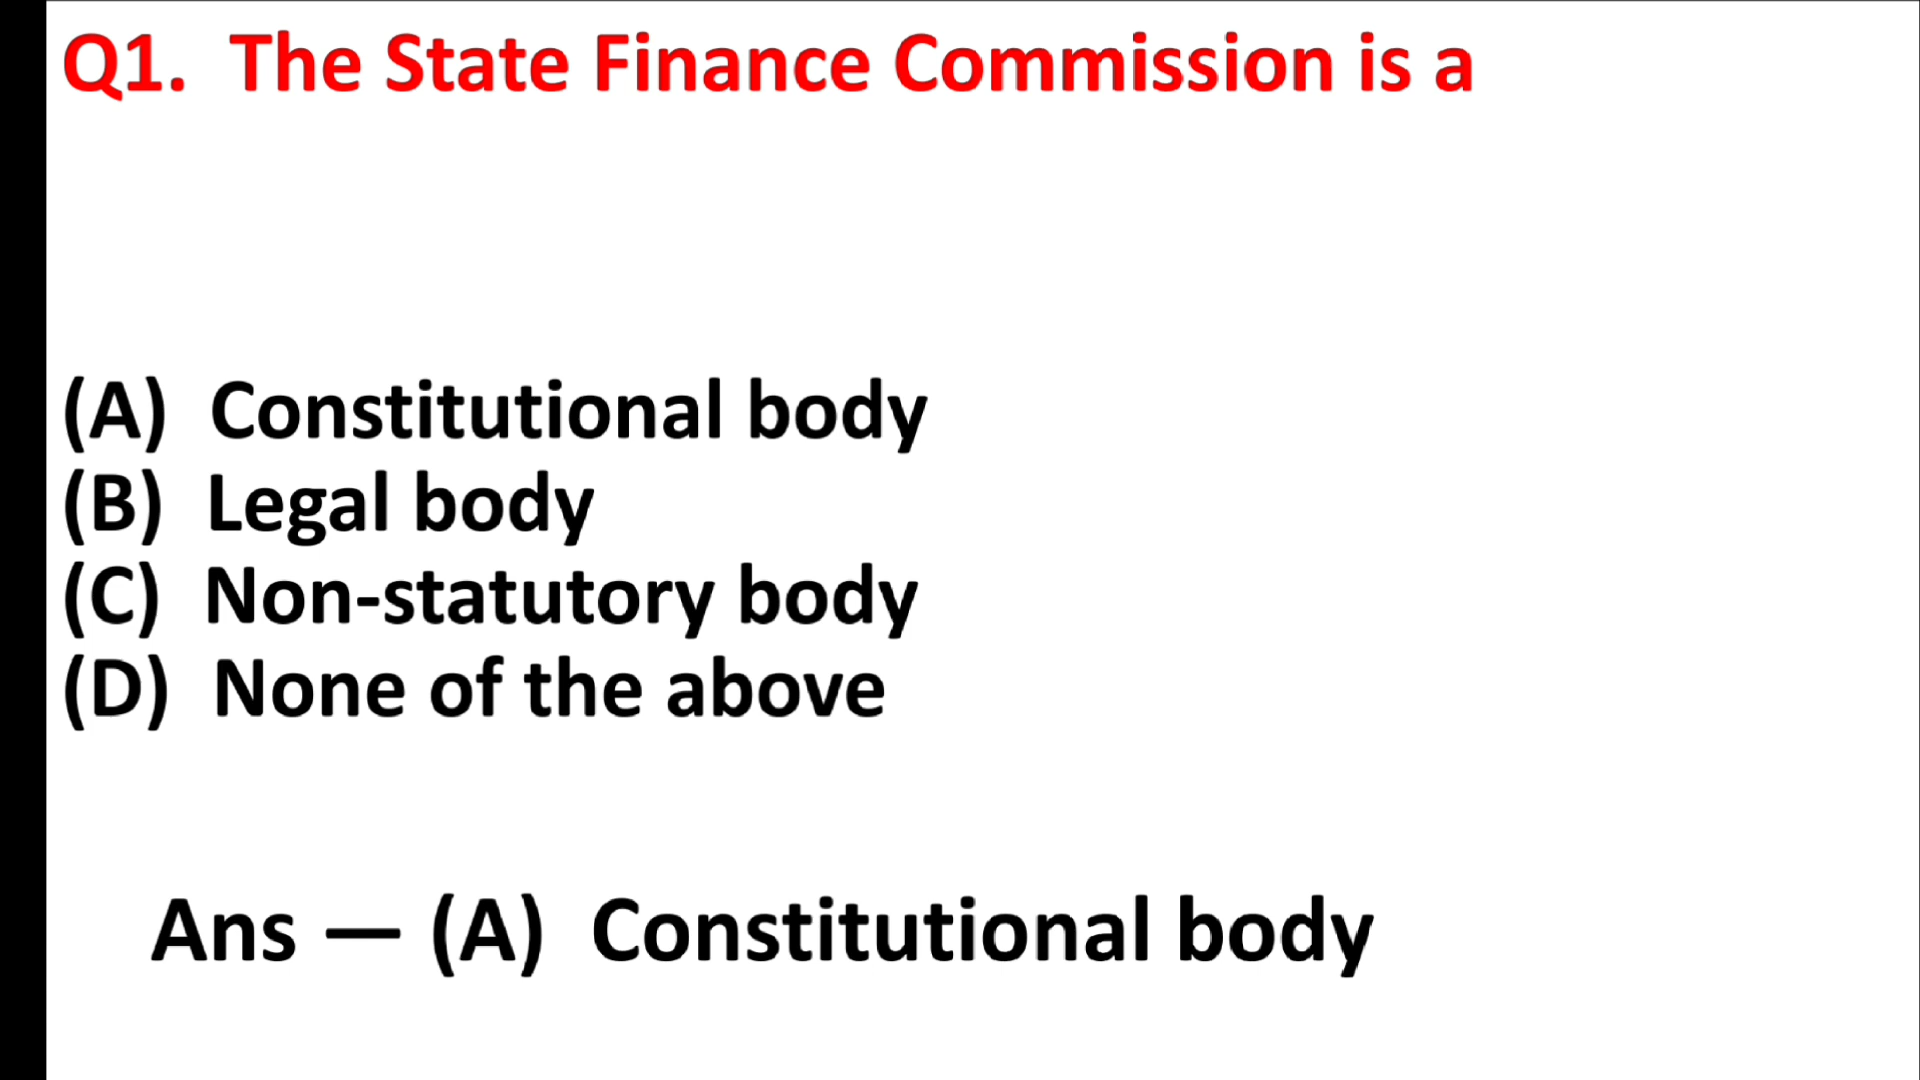 Q1. The State Finance Commission is a
(A) Constitutional body
(B) Legal body
(C) Non-statutory body
(D) None of the above
Ans — (A) Constitutional body